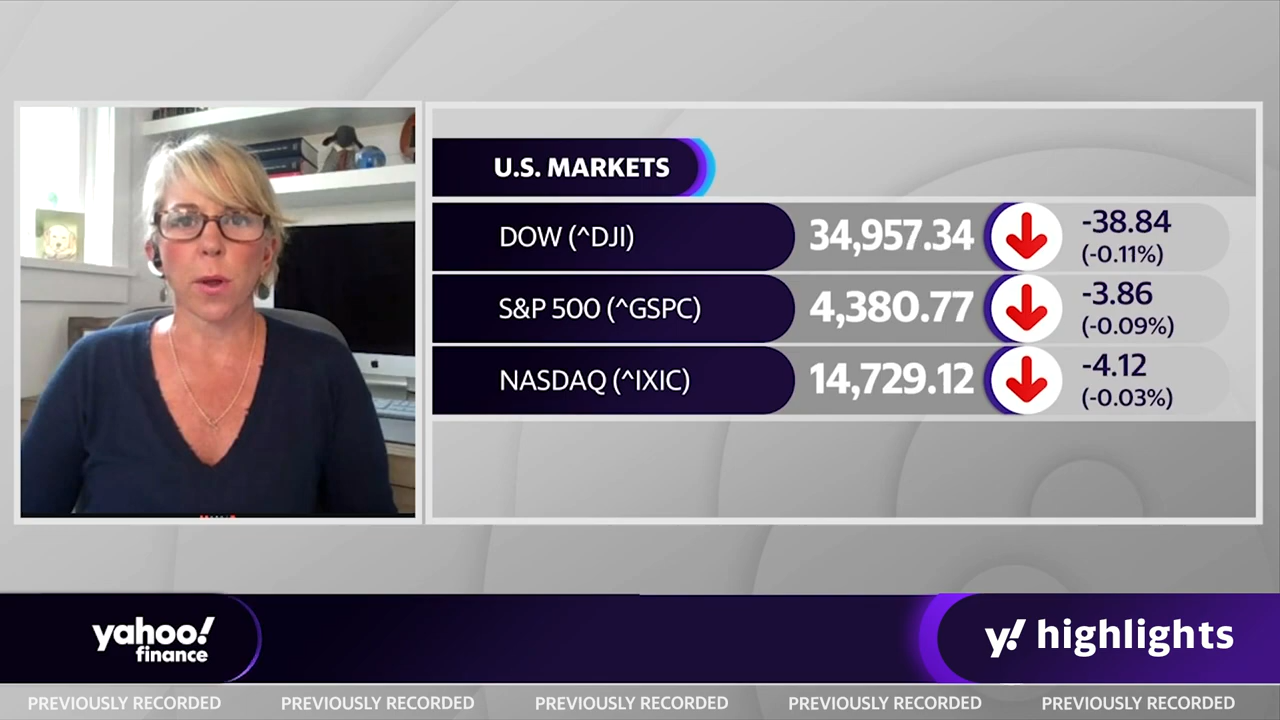 U.S. MARKETS
DOW (^DJI) 34,957.34 -38.84 (-0.11%)
S&P 500 (^GSPC) 4,380.77 -3.86 (-0.09%)
NASDAQ (^IXIC) 14,729.12 -4.12 (-0.03%)
yahoo! finance
y! highlights
PREVIOUSLY RECORDED PREVIOUSLY RECORDED PREVIOUSLY RECORDED PREVIOUSLY RECORDED PREVIOUSLY RECORDED